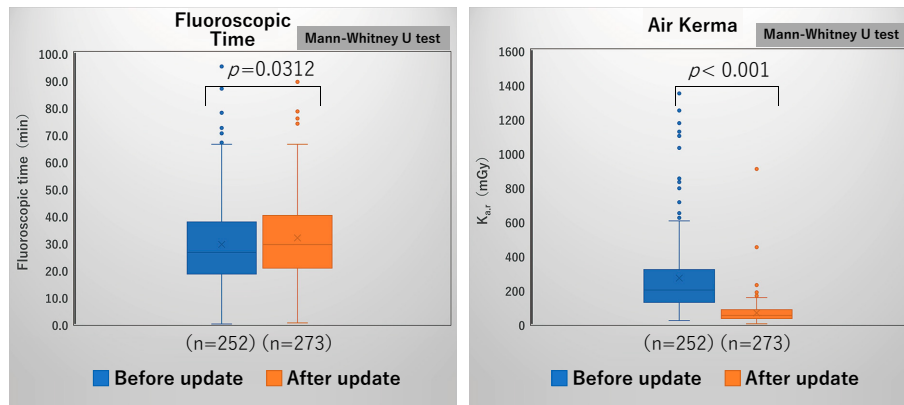 Fluoroscopic
Time
Mann-Whitney U test
p=0.0312
Fluoroscopic time (min)
100.0
90.0
80.0
70.0
60.0
50.0
40.0
30.0
20.0
10.0
0.0
(n=252) (n=273)
Before update After update
Air Kerma
Mann-Whitney U test
p< 0.001
Ka,r (mGy)
1600
1400
1200
1000
800
600
400
200
0
(n=252) (n=273)
Before update After update